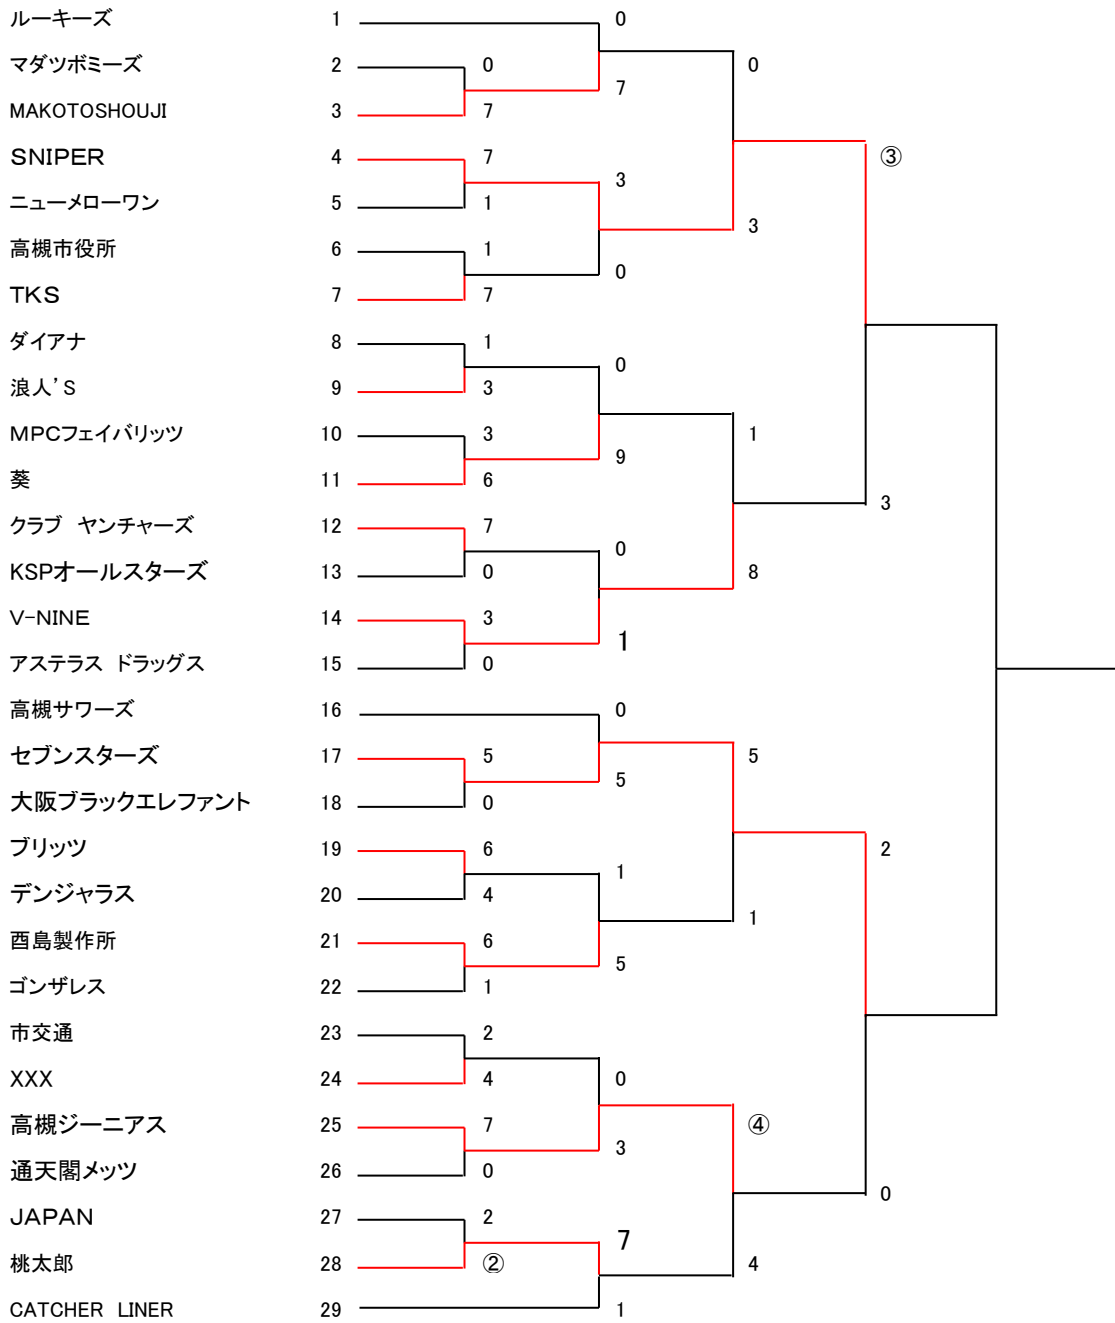 ルーキーズ 1 0
マダツボミーズ 2 0 0
7
MAKOTOSHOUJI 3 7
SNIPER 4 7 ③
3
ニューメローワン 5 1
3
高槻市役所 6 1
0
TKS 7 7
ダイアナ 8 1
0
浪人'S 9 3
MPCフェイバリッツ 10 3 1
9
葵 11 6
3
クラブ ヤンチャーズ 12 7
0
KSPオールスターズ 13 0 8
V-NINE 14 3
1
アステラス ドラッグス 15 0
高槻サワーズ 16 0
セブンスターズ 17 5 5
5
大阪ブラックエレファント 18 0
ブリッツ 19 6 2
1
デンジャラス 20 4
1
酉島製作所 21 6
5
ゴンザレス 22 1
市交通 23 2
XXX 24 4 0
高槻ジーニアス 25 7 ④
3
通天閣メッツ 26 0
0
JAPAN 27 2
7
桃太郎 28 ② 4
CATCHER LINER 29 1